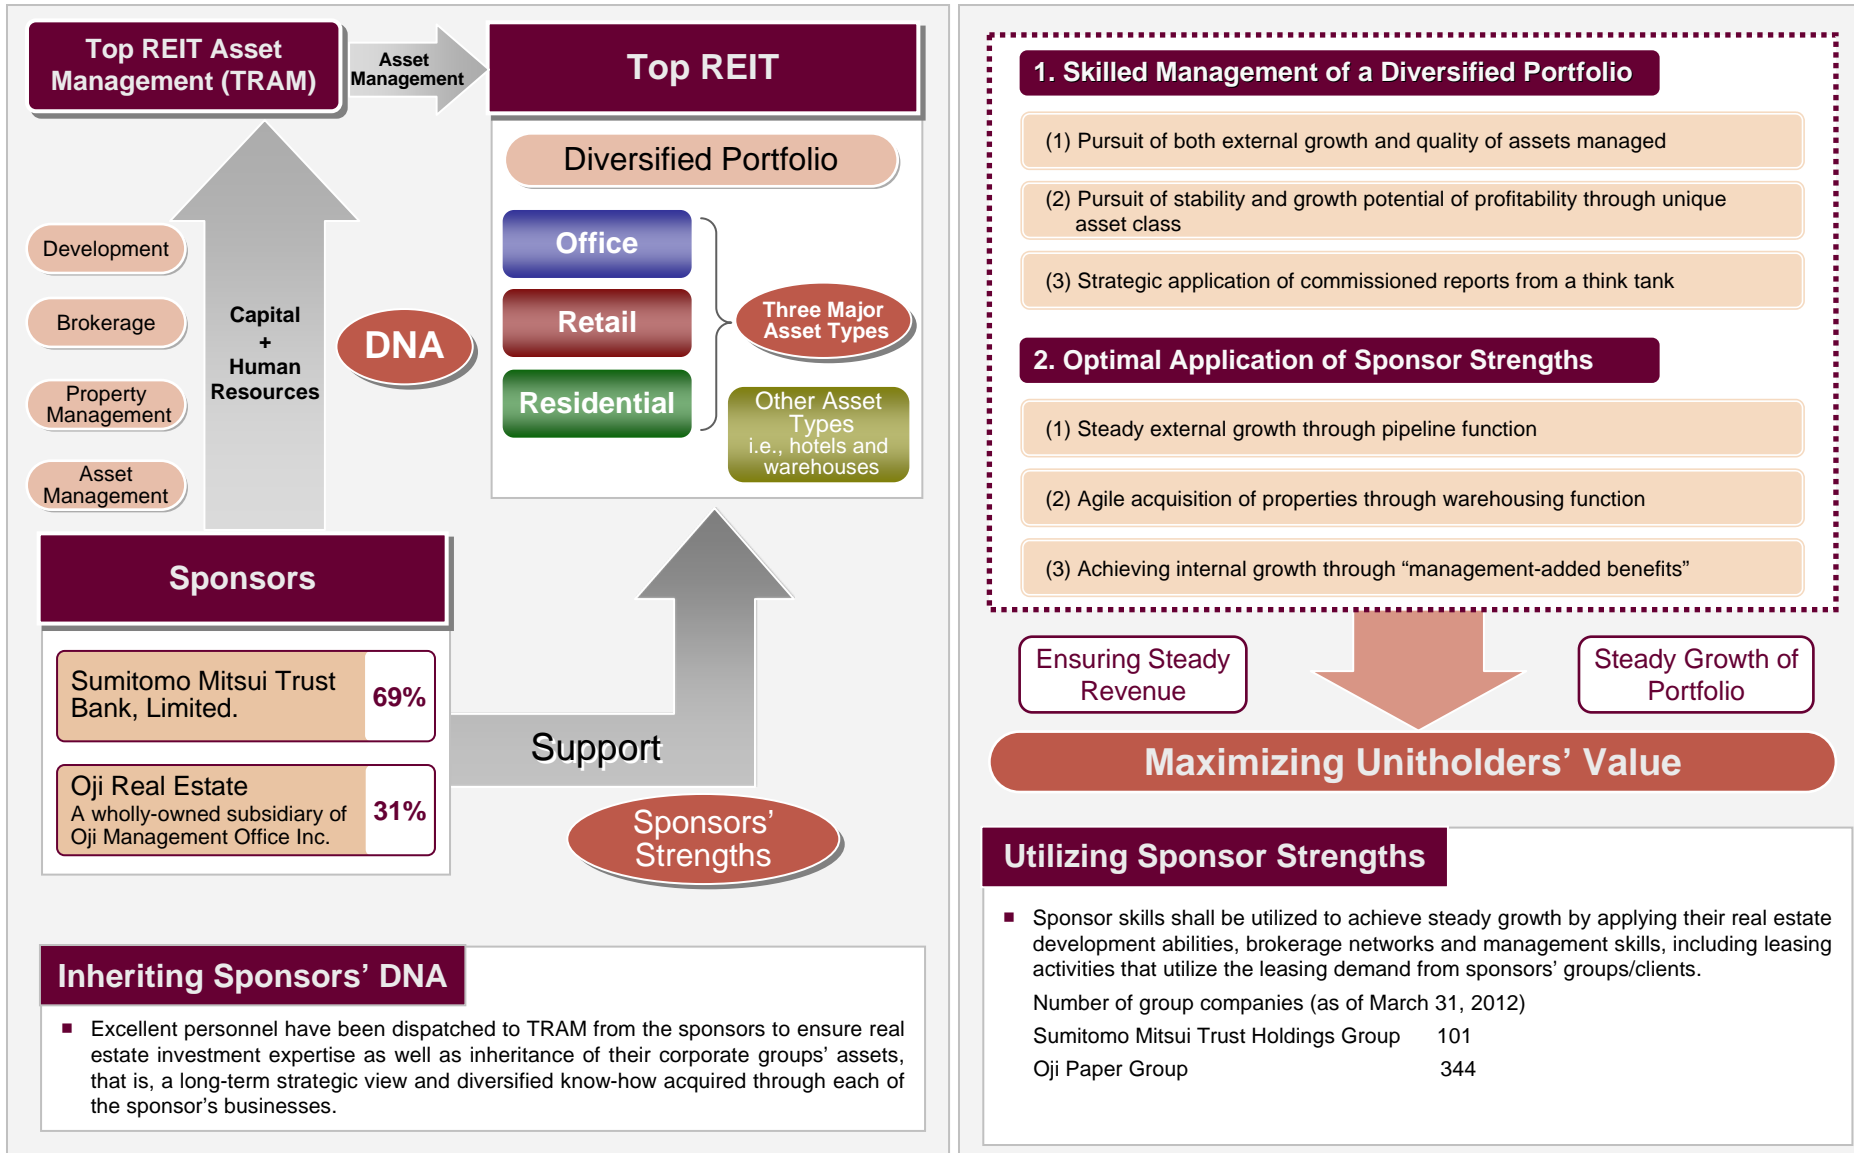 Top REIT Asset
Management (TRAM)
Asset
Management
Top REIT
Diversified Portfolio
Office
Retail
Residential
Three Major
Asset Types
Other Asset
Types
i.e., hotels and
warehouses
Development
Brokerage
Property
Management
Asset
Management
Capital
+
Human
Resources
DNA
Sponsors
Sumitomo Mitsui Trust
Bank, Limited.
69%
Oji Real Estate
A wholly-owned subsidiary of
Oji Management Office Inc.
31%
Support
Sponsors’
Strengths
Inheriting Sponsors’ DNA
■ Excellent personnel have been dispatched to TRAM from the sponsors to ensure real
estate investment expertise as well as inheritance of their corporate groups’ assets,
that is, a long-term strategic view and diversified know-how acquired through each of
the sponsor’s businesses.
1. Skilled Management of a Diversified Portfolio
(1) Pursuit of both external growth and quality of assets managed
(2) Pursuit of stability and growth potential of profitability through unique
asset class
(3) Strategic application of commissioned reports from a think tank
2. Optimal Application of Sponsor Strengths
(1) Steady external growth through pipeline function
(2) Agile acquisition of properties through warehousing function
(3) Achieving internal growth through “management-added benefits”
Ensuring Steady
Revenue
Steady Growth of
Portfolio
Maximizing Unitholders’ Value
Utilizing Sponsor Strengths
■ Sponsor skills shall be utilized to achieve steady growth by applying their real estate
development abilities, brokerage networks and management skills, including leasing
activities that utilize the leasing demand from sponsors’ groups/clients.
Number of group companies (as of March 31, 2012)
Sumitomo Mitsui Trust Holdings Group 101
Oji Paper Group 344